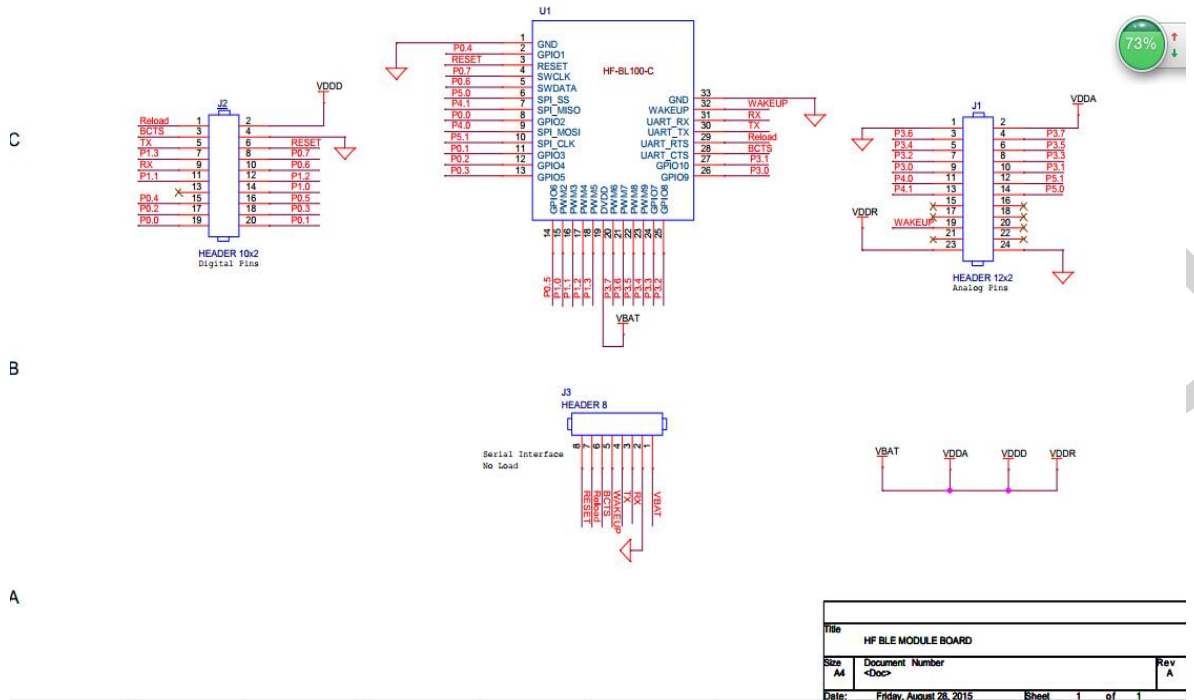 U1
HF-BL100-C
1 GND
P0.4 2 GPIO1
RESET 3 RESET
P0.7 4 SWCLK
P0.6 5 SWDATA
P5.0 6 SPI_SS
P4.1 7 SPI_MISO
P0.0 8 GPIO2
P4.0 9 SPI_MOSI
P5.1 10 SPI_CLK
P0.1 11 GPIO3
P0.2 12 GPIO4
P0.3 13 GPIO5
GND 33
WAKEUP 32 WAKEUP
UART_RX 31 RX
UART_TX 30 TX
UART_RTS 29 Reload
UART_CTS 28 BCTS
GPIO10 27 P3.1
GPIO9 26 P3.0
GPIO6 PWM2 PWM3 PWM4 PWM5 DVDD PWM6 PWM7 PWM8 PWM9 GPIO7 GPIO8
14 15 16 17 18 19 20 21 22 23 24 25
P0.5 P1.0 P1.1 P1.2 P1.3 P3.7 P3.6 P3.5 P3.4 P3.3 P3.2
VBAT
73%
C
J2
VDDD
Reload 1 2
BCTS 3 4
TX 5 6 RESET
P1.3 7 8 P0.7
RX 9 10 P0.6
P1.1 11 12 P1.2
13 14 P1.0
P0.4 15 16 P0.5
P0.2 17 18 P0.3
P0.0 19 20 P0.1
HEADER 10x2
Digital Pins
J1
VDDA
1 2
P3.6 3 4 P3.7
P3.4 5 6 P3.5
P3.2 7 8 P3.3
P3.0 9 10 P3.1
P4.0 11 12 P5.1
P4.1 13 14 P5.0
15 16
17 18
WAKEUP 19 20
21 22
23 24
VDDR
HEADER 12x2
Analog Pins
B
J3
HEADER 8
Serial Interface
No Load
8 7 6 5 4 3 2 1
RESET Reload BCTS WAKEUP TX RX VBAT
VBAT VDDA VDDD VDDR
A
Title
HF BLE MODULE BOARD
Size Document Number Rev
A4 <Doc> A
Date: Friday, August 28, 2015 Sheet 1 of 1